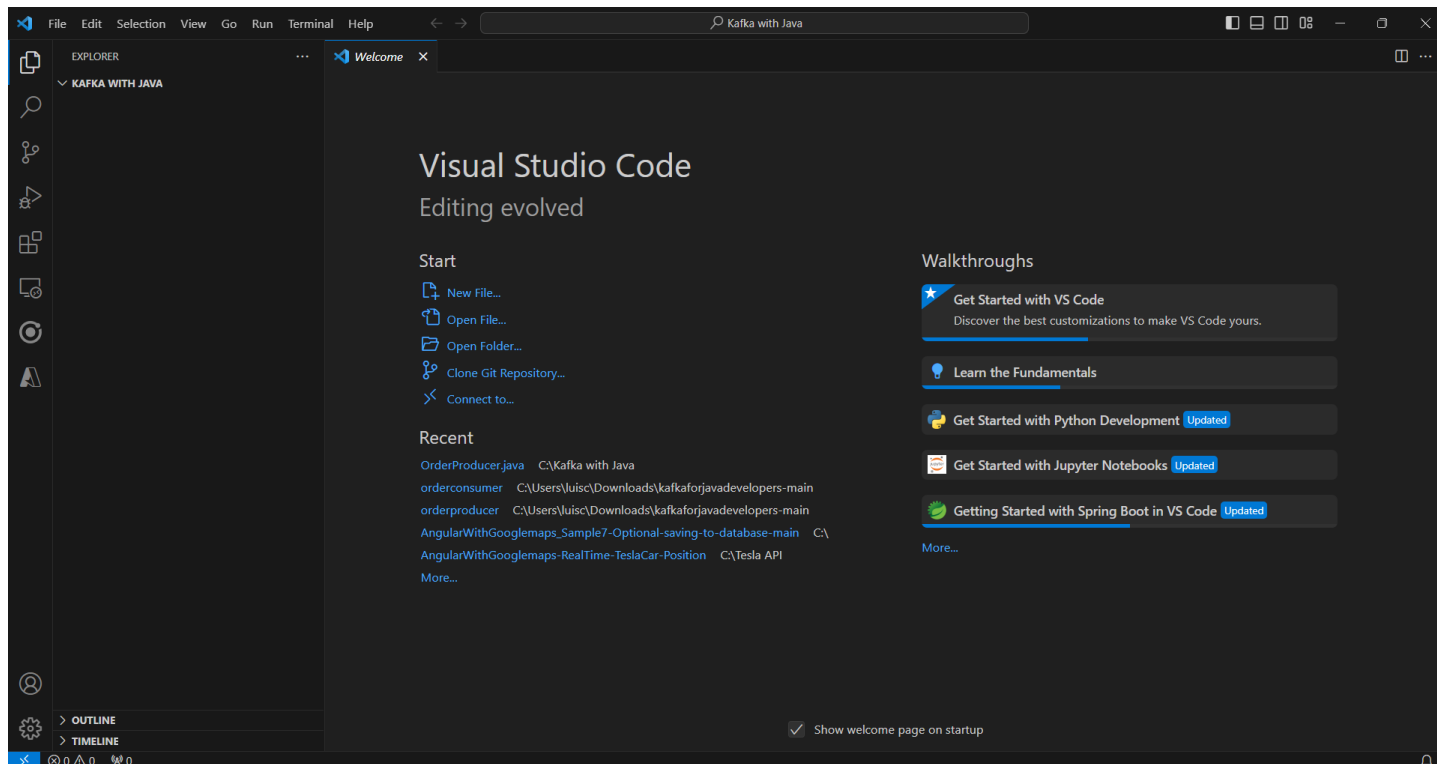 File Edit Selection View Go Run Terminal Help
Kafka with Java
EXPLORER
Welcome
KAFKA WITH JAVA
Visual Studio Code
Editing evolved
Start
New File...
Open File...
Open Folder...
Clone Git Repository...
Connect to...
Recent
OrderProducer.java C:\Kafka with Java
orderconsumer C:\Users\luisc\Downloads\kafkaforjavadevelopers-main
orderproducer C:\Users\luisc\Downloads\kafkaforjavadevelopers-main
AngularWithGooglemaps_Sample7-Optional-saving-to-database-main C:\
AngularWithGooglemaps-RealTime-TeslaCar-Position C:\Tesla API
More...
Walkthroughs
Get Started with VS Code
Discover the best customizations to make VS Code yours.
Learn the Fundamentals
Get Started with Python Development Updated
Get Started with Jupyter Notebooks Updated
Getting Started with Spring Boot in VS Code Updated
More...
OUTLINE
TIMELINE
Show welcome page on startup
0 0 0